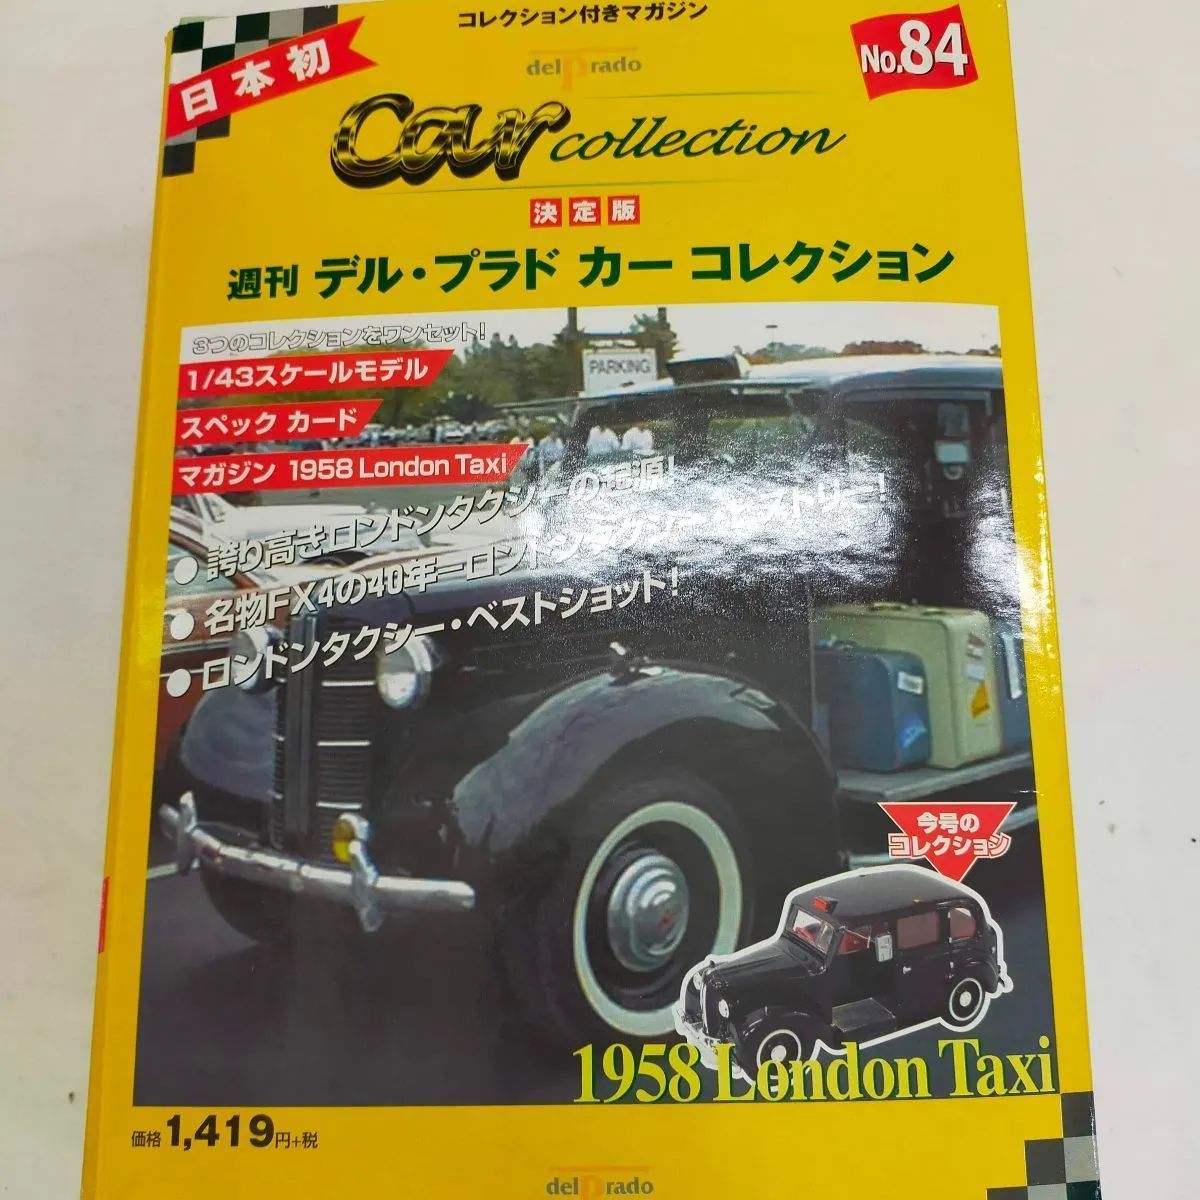 コレクション付きマガジン
日本初
del Prado
No.84
Car collection
決定版
週刊 デル・プラド カー コレクション
3つのコレクションをワンセット!
1/43スケールモデル
スペック カード
マガジン 1958 London Taxi
PARKING
● 誇り高きロンドンタクシーの起源!
● 名物FX4の40年ーロンドンタクシー ヒストリー!
● ロンドンタクシー・ベストショット!
今号の
コレクション
1958 London Taxi
価格1,419円+税
del Prado